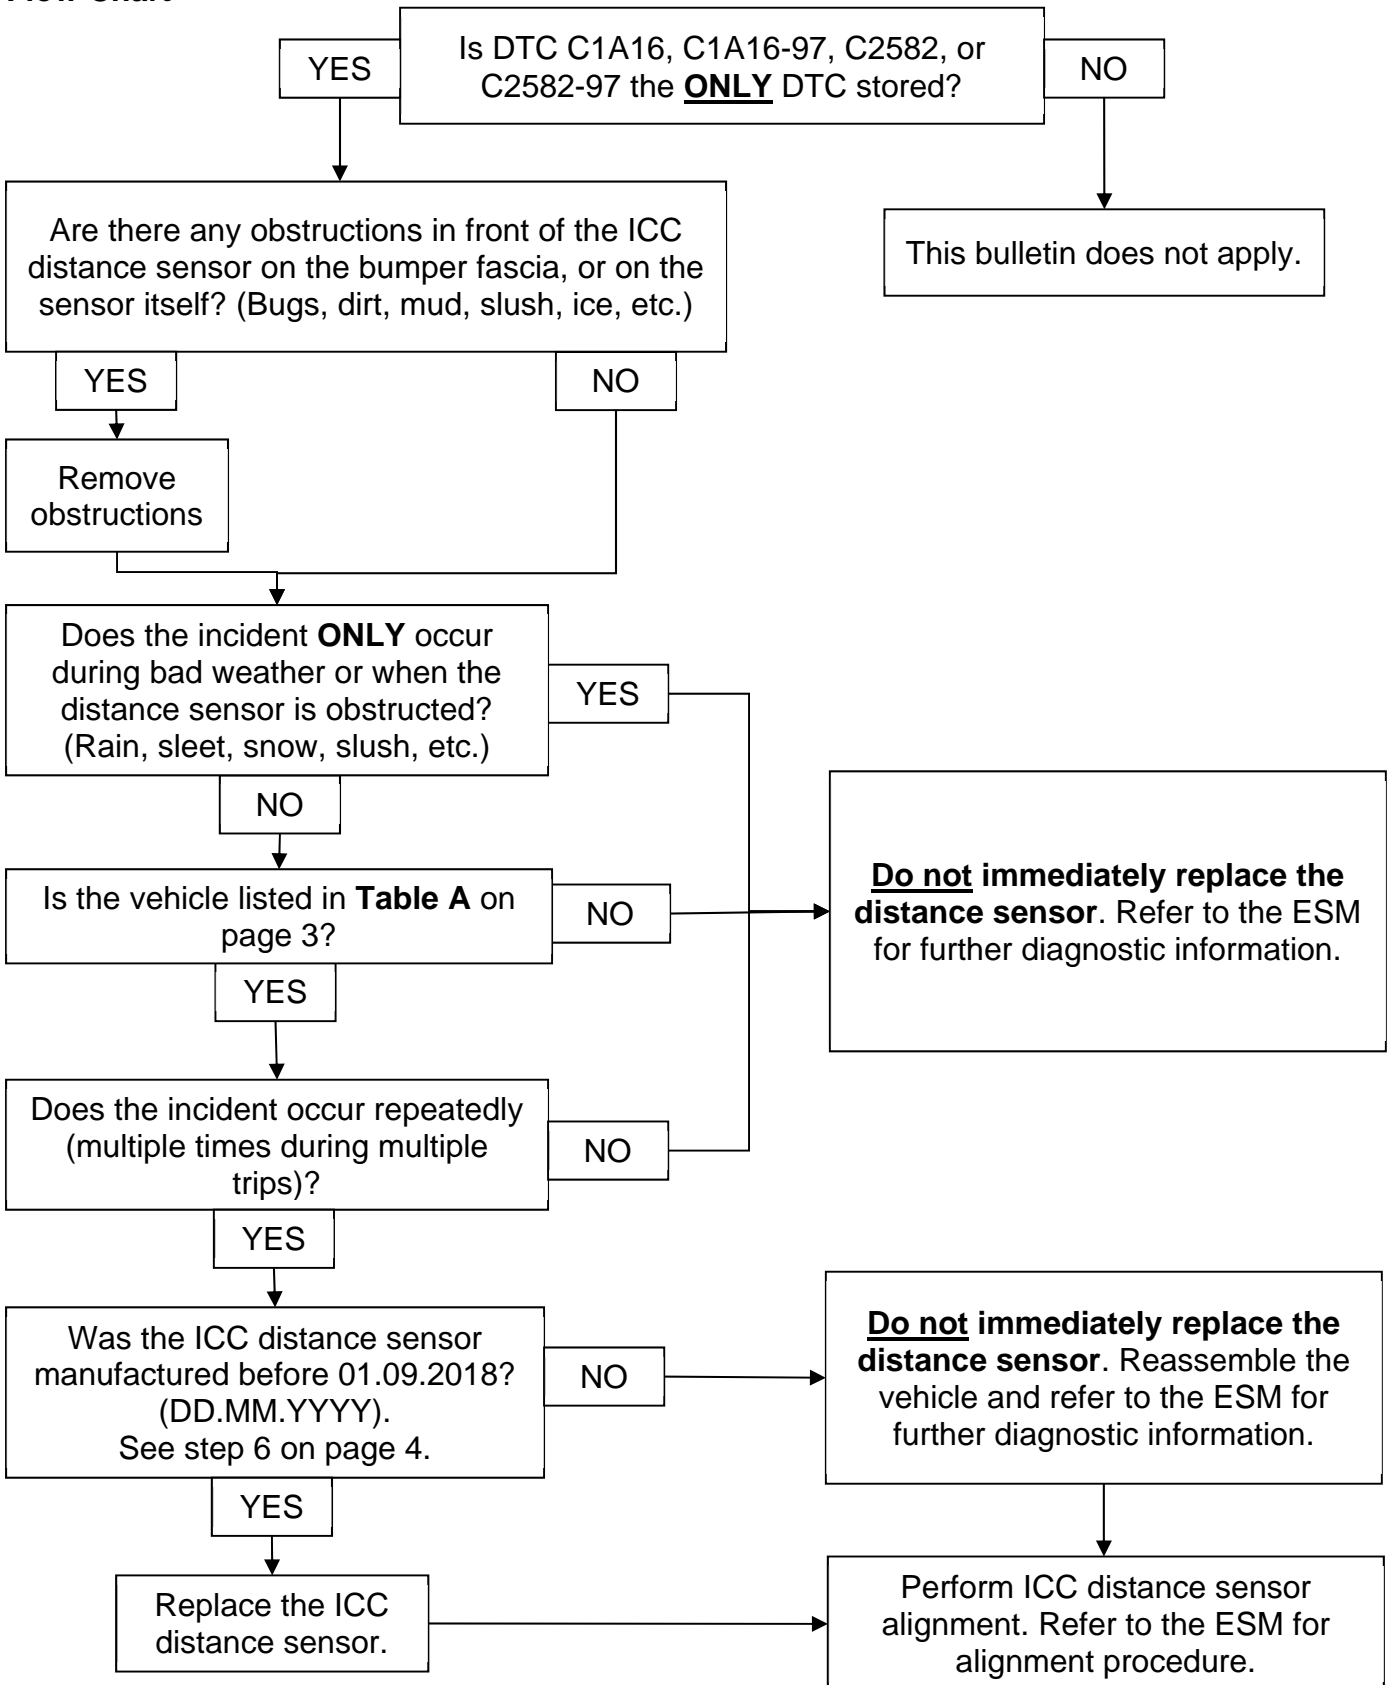 Flow Chart
Is DTC C1A16, C1A16-97, C2582, or
C2582-97 the ONLY DTC stored?
YES
NO
Are there any obstructions in front of the ICC
distance sensor on the bumper fascia, or on the
sensor itself? (Bugs, dirt, mud, slush, ice, etc.)
This bulletin does not apply.
YES
NO
Remove
obstructions
Does the incident ONLY occur
during bad weather or when the
distance sensor is obstructed?
(Rain, sleet, snow, slush, etc.)
YES
NO
Do not immediately replace the
distance sensor. Refer to the ESM
for further diagnostic information.
Is the vehicle listed in Table A on
page 3?
NO
YES
Does the incident occur repeatedly
(multiple times during multiple
trips)?
NO
YES
Was the ICC distance sensor
manufactured before 01.09.2018?
(DD.MM.YYYY).
See step 6 on page 4.
NO
Do not immediately replace the
distance sensor. Reassemble the
vehicle and refer to the ESM for
further diagnostic information.
YES
Replace the ICC
distance sensor.
Perform ICC distance sensor
alignment. Refer to the ESM for
alignment procedure.